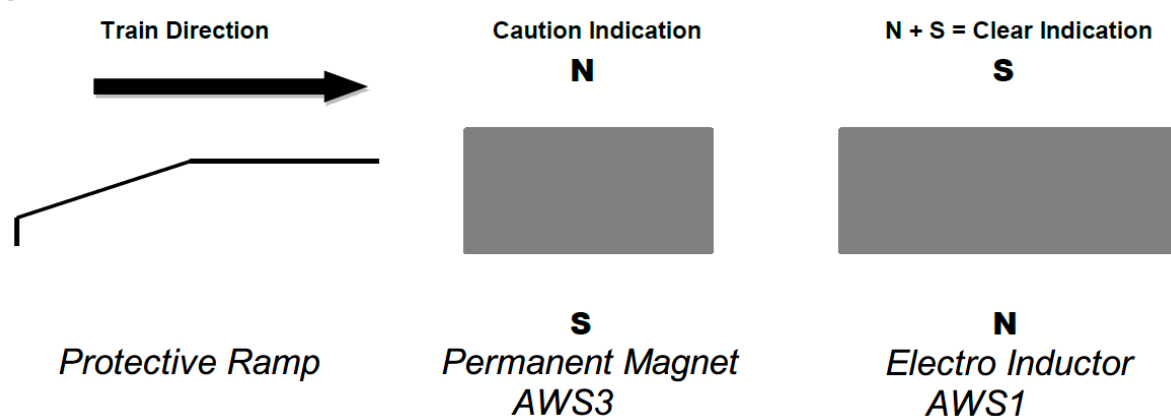 Train Direction
Caution Indication
N
N + S = Clear Indication
S
Protective Ramp
S
Permanent Magnet
AWS3
N
Electro Inductor
AWS1